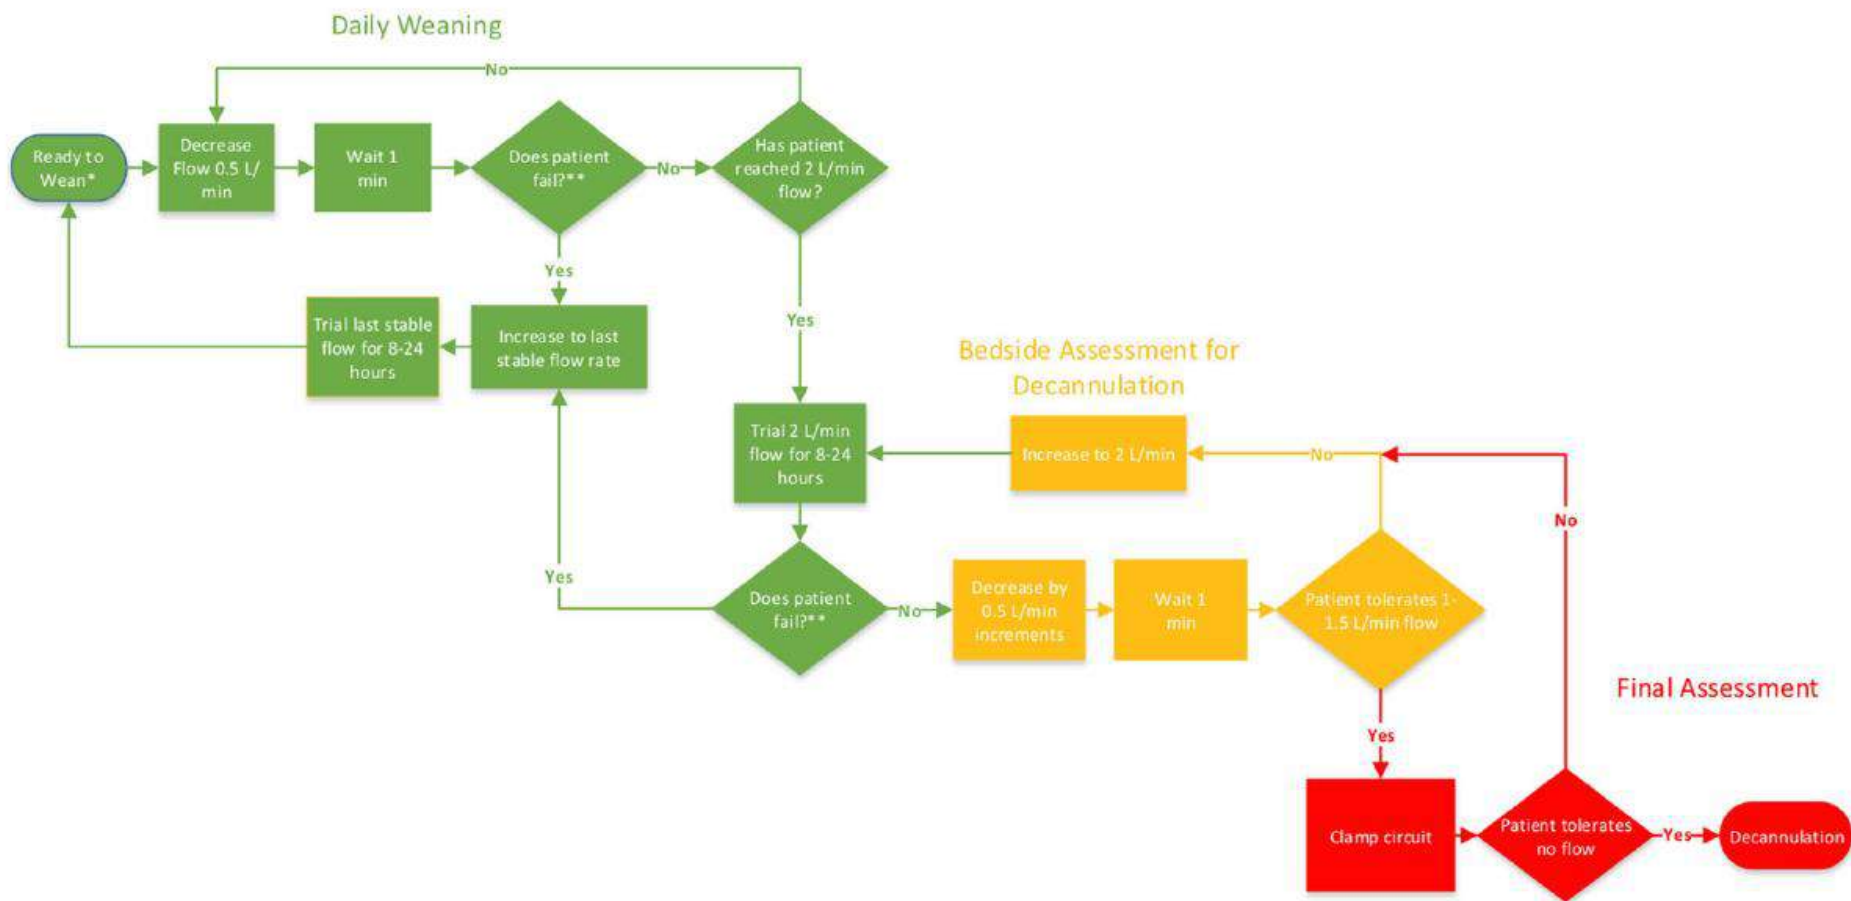 Daily Weaning
No
Ready to
Wean*
Decrease
Flow 0.5 L/
min
Wait 1
min
Does patient
fail?**
No
Has patient
reached 2 L/min
flow?
Yes
Yes
Trial last stable
flow for 8-24
hours
Increase to last
stable flow rate
Bedside Assessment for
Decannulation
Trial 2 L/min
flow for 8-24
hours
Increase to 2 L/min
No
No
Yes
Does patient
fail?**
No
Decrease by
0.5 L/min
increments
Wait 1
min
Patient tolerates 1-
1.5 L/min flow
Yes
Final Assessment
Clamp circuit
Patient tolerates
no flow
Yes
Decannulation